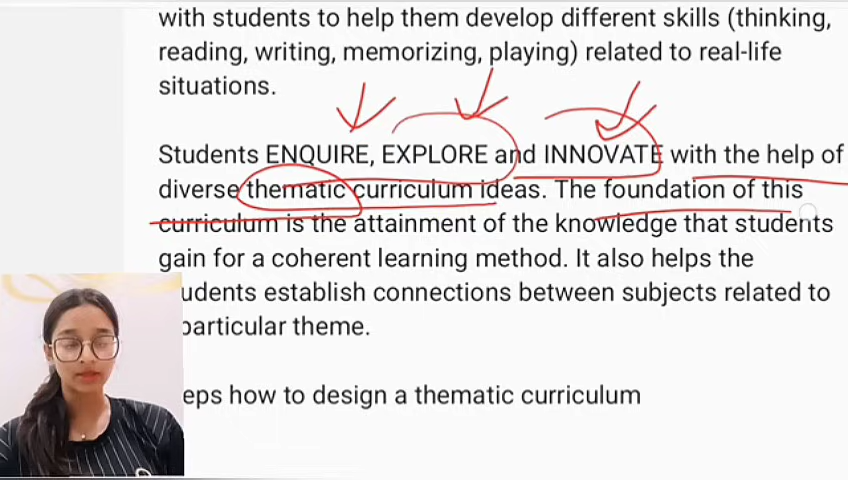 with students to help them develop different skills (thinking,
reading, writing, memorizing, playing) related to real-life
situations.
Students ENQUIRE, EXPLORE and INNOVATE with the help of
diverse thematic curriculum ideas. The foundation of this
curriculum is the attainment of the knowledge that students
gain for a coherent learning method. It also helps the
udents establish connections between subjects related to
particular theme.
eps how to design a thematic curriculum